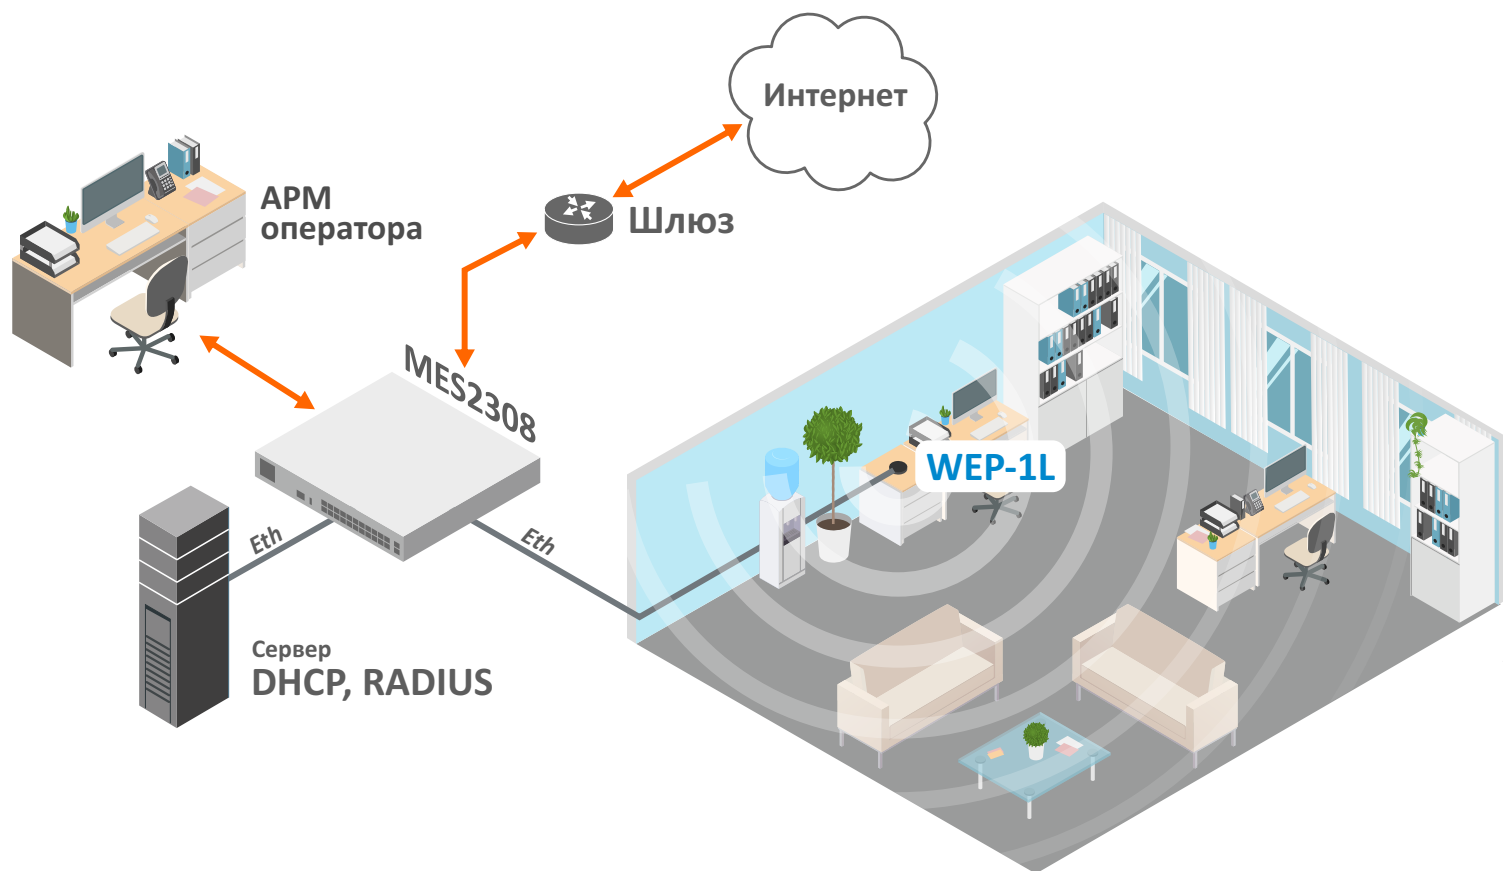 Интернет
АРМ
оператора
Шлюз
MES2308
WEP-1L
Eth
Eth
Сервер
DHCP, RADIUS